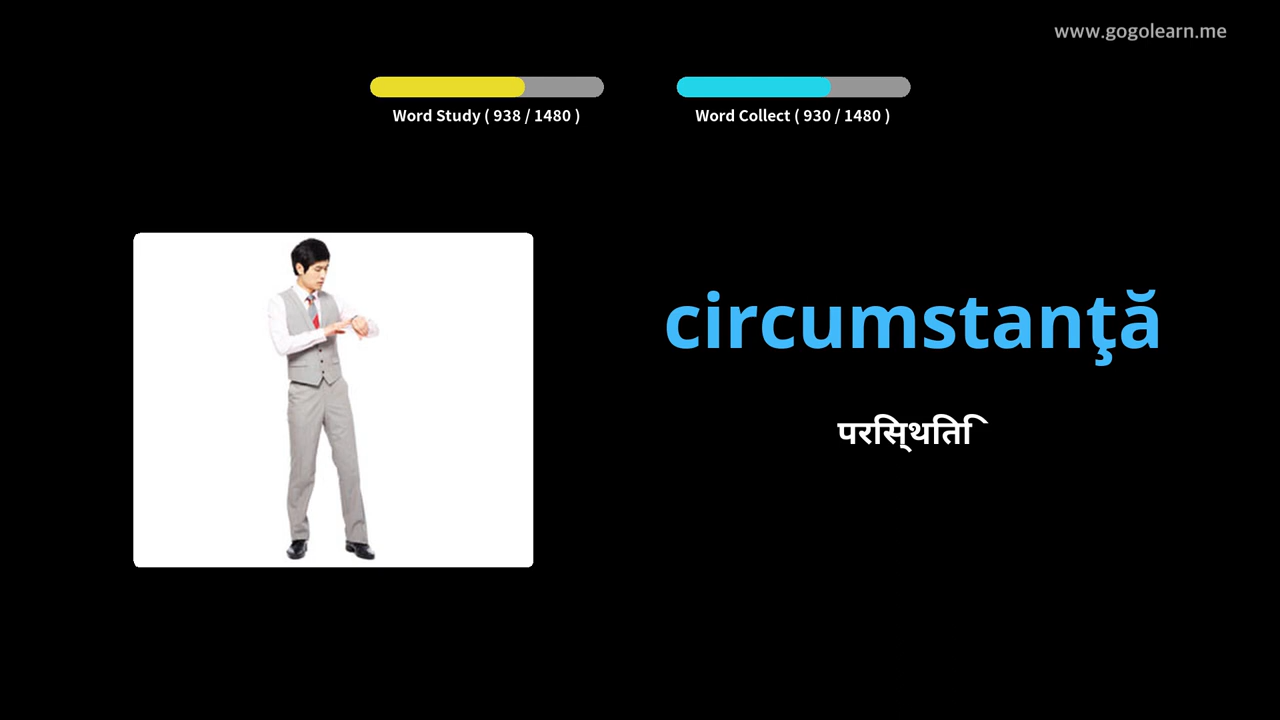 www.gogolearn.me
Word Study ( 938 / 1480 )
Word Collect ( 930 / 1480 )
circumstanţă
परिस्थिति